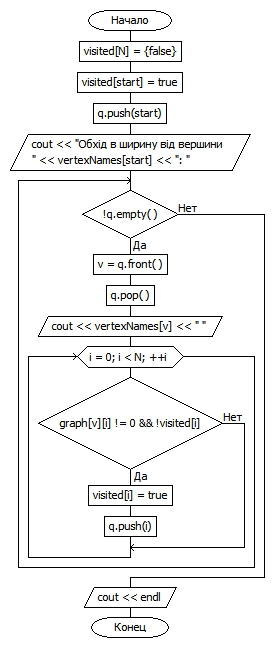 Начало
visited[N] = {false}
visited[start] = true
q.push(start)
cout << "Обхід в ширину від вершини
" << vertexNames[start] << ": "
!q.empty()
Нет
Да
v = q.front()
q.pop()
cout << vertexNames[v] << " "
i = 0; i < N; ++i
graph[v][i] != 0 && !visited[i]
Нет
Да
visited[i] = true
q.push(i)
cout << endl
Конец